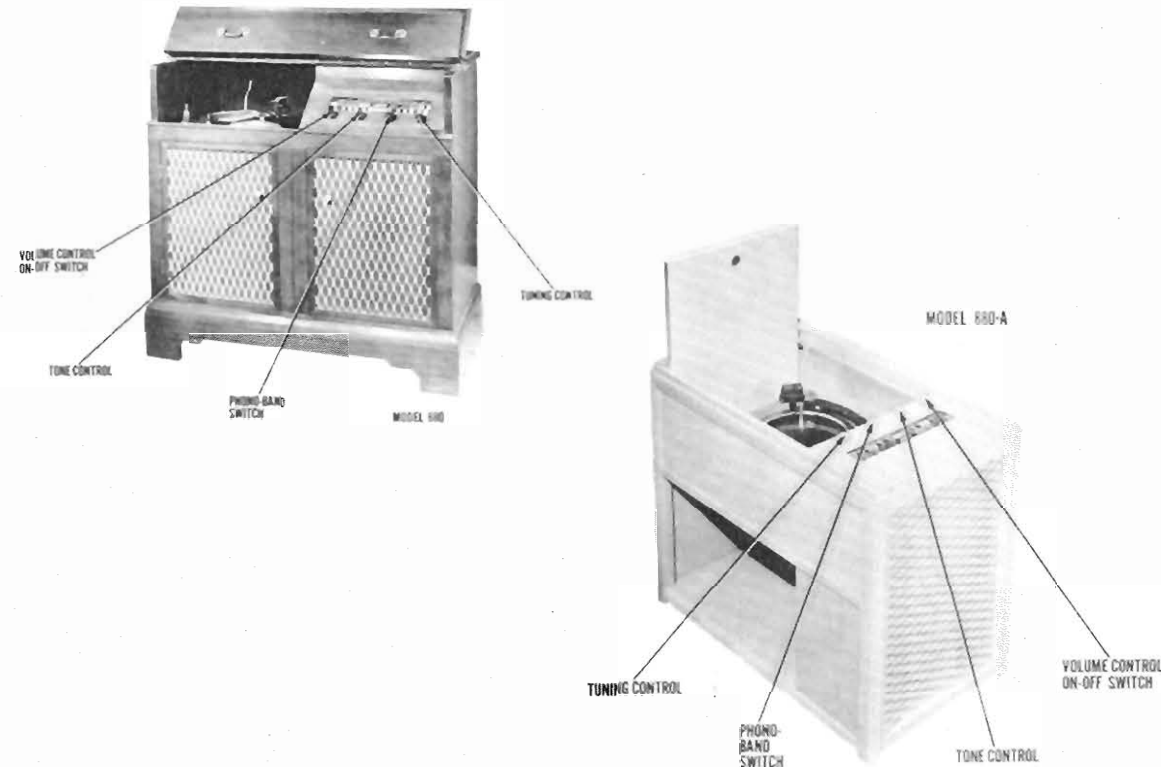 VOLUME CONTROL
ON-OFF SWITCH
TUNING CONTROL
TONE CONTROL
PHONO-BAND
SWITCH
MODEL 880
MODEL 880-A
TUNING CONTROL
PHONO-
BAND
SWITCH
TONE CONTROL
VOLUME CONTROL
ON-OFF SWITCH